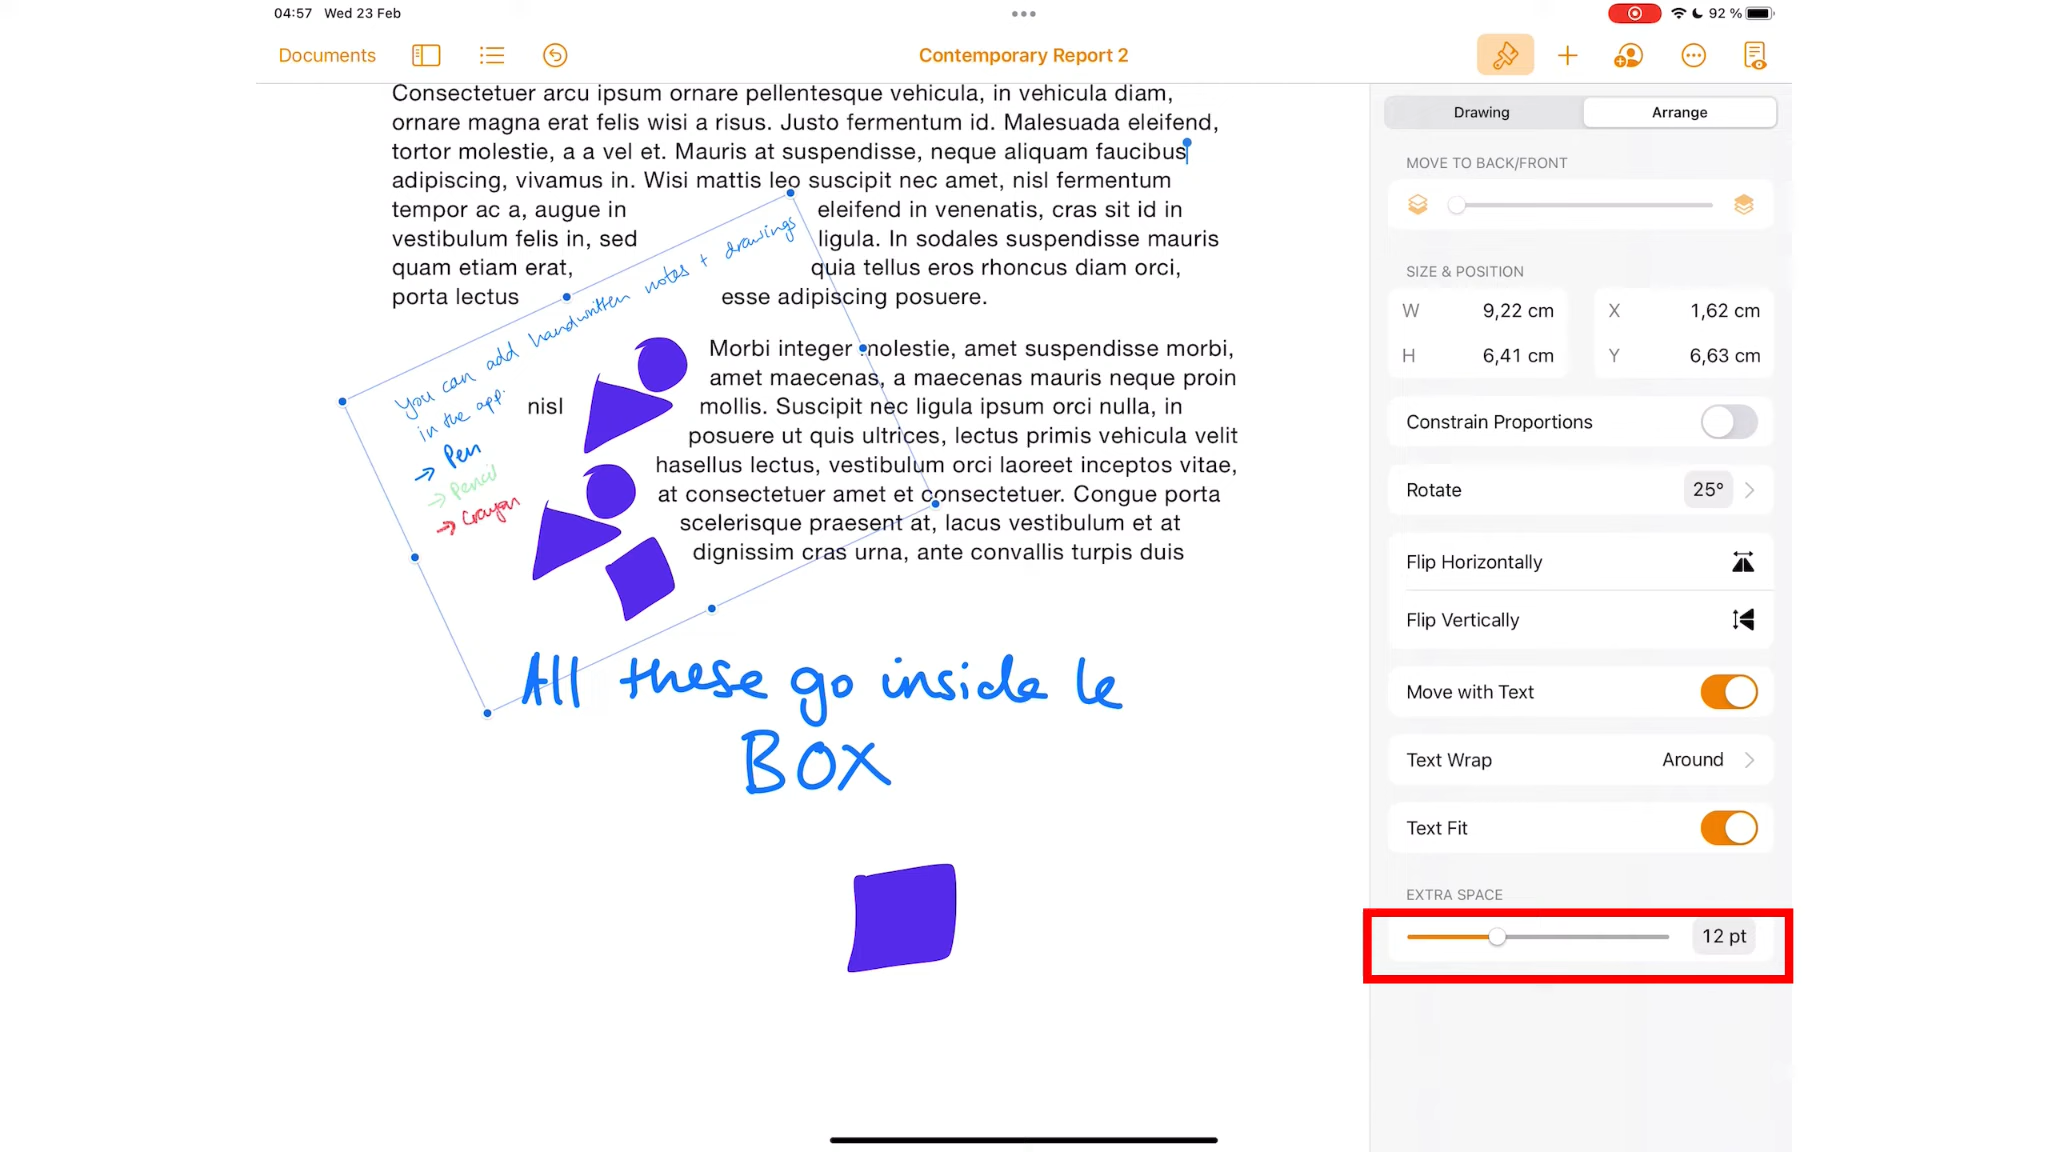 04:57 Wed 23 Feb
92 %
Documents
Contemporary Report 2
Consectetuer arcu ipsum ornare pellentesque vehicula, in vehicula diam,
ornare magna erat felis wisi a risus. Justo fermentum id. Malesuada eleifend,
tortor molestie, a a vel et. Mauris at suspendisse, neque aliquam faucibus
adipiscing, vivamus in. Wisi mattis leo suscipit nec amet, nisl fermentum
tempor ac a, augue in eleifend in venenatis, cras sit id in
vestibulum felis in, sed ligula. In sodales suspendisse mauris
quam etiam erat, quia tellus eros rhoncus diam orci,
porta lectus esse adipiscing posuere.
You can add handwritten notes + drawings
in the app.
→ Pen
→ Pencil
→ Crayon
Morbi integer molestie, amet suspendisse morbi,
amet maecenas, a maecenas mauris neque proin
nisl mollis. Suscipit nec ligula ipsum orci nulla, in
posuere ut quis ultrices, lectus primis vehicula velit
hasellus lectus, vestibulum orci laoreet inceptos vitae,
at consectetuer amet et consectetuer. Congue porta
scelerisque praesent at, lacus vestibulum et at
dignissim cras urna, ante convallis turpis duis
All these go inside le
BOX
Drawing Arrange
MOVE TO BACK/FRONT
SIZE & POSITION
W 9,22 cm X 1,62 cm
H 6,41 cm Y 6,63 cm
Constrain Proportions
Rotate 25°
Flip Horizontally
Flip Vertically
Move with Text
Text Wrap Around
Text Fit
EXTRA SPACE
12 pt